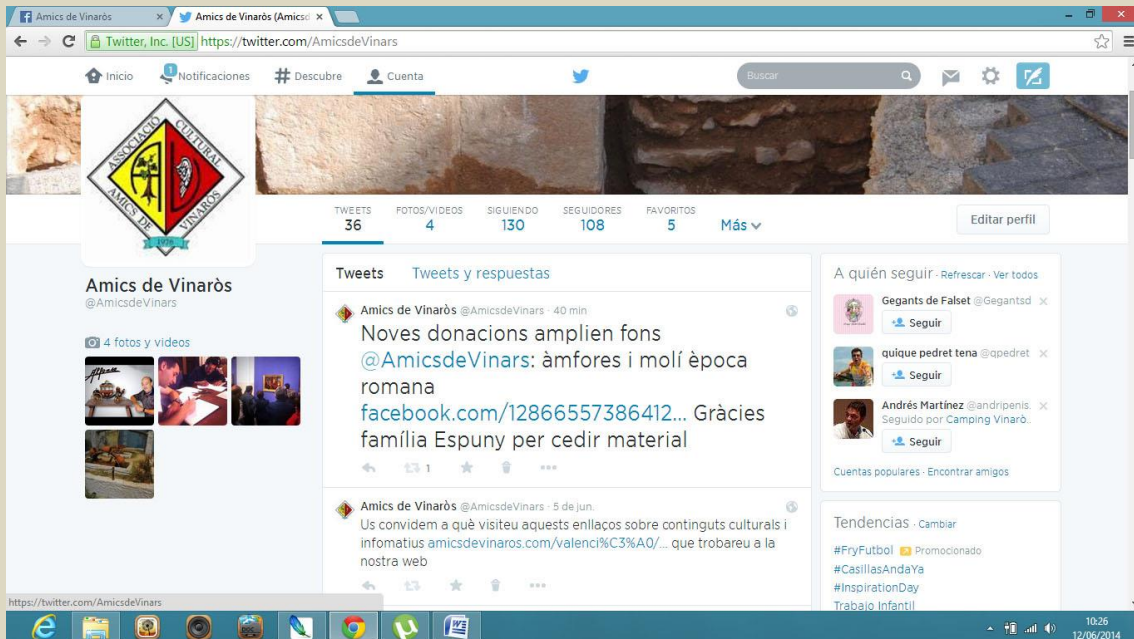 Amics de Vinaròs
Amics de Vinaròs (Amicsd
Twitter, Inc. [US] https://twitter.com/AmicsdeVinars
Inicio
1
Notificaciones
Descubre
Cuenta
Buscar
ASSOCIACIÓ CULTURAL
AMICS DE VINARÒS
1976
TWEETS
36
FOTOS/VIDEOS
4
SIGUIENDO
130
SEGUIDORES
108
FAVORITOS
5
Más
Editar perfil
Amics de Vinaròs
@AmicsdeVinars
4 fotos y videos
Tweets Tweets y respuestas
Amics de Vinaròs @AmicsdeVinars · 40 min
Noves donacions amplien fons
@AmicsdeVinars: àmfores i molí època
romana
facebook.com/12866557386412... Gràcies
família Espuny per cedir material
1
Amics de Vinaròs @AmicsdeVinars · 5 de jun.
Us convidem a què visiteu aquests enllaços sobre continguts culturals i
infomatius amicsdevinaros.com/valenci%C3%A0/... que trobareu a la
nostra web
A quién seguir · Refrescar · Ver todos
Gegants de Falset @Gegantsd
Seguir
quique pedret tena @qpedret
Seguir
Andrés Martínez @andripenis.
Seguido por Camping Vinarò.
Seguir
Cuentas populares · Encontrar amigos
Tendencias · Cambiar
#FryFutbol Promocionado
#CasillasAndaYa
#InspirationDay
Trabajo Infantil
https://twitter.com/AmicsdeVinars
10:26
12/06/2014